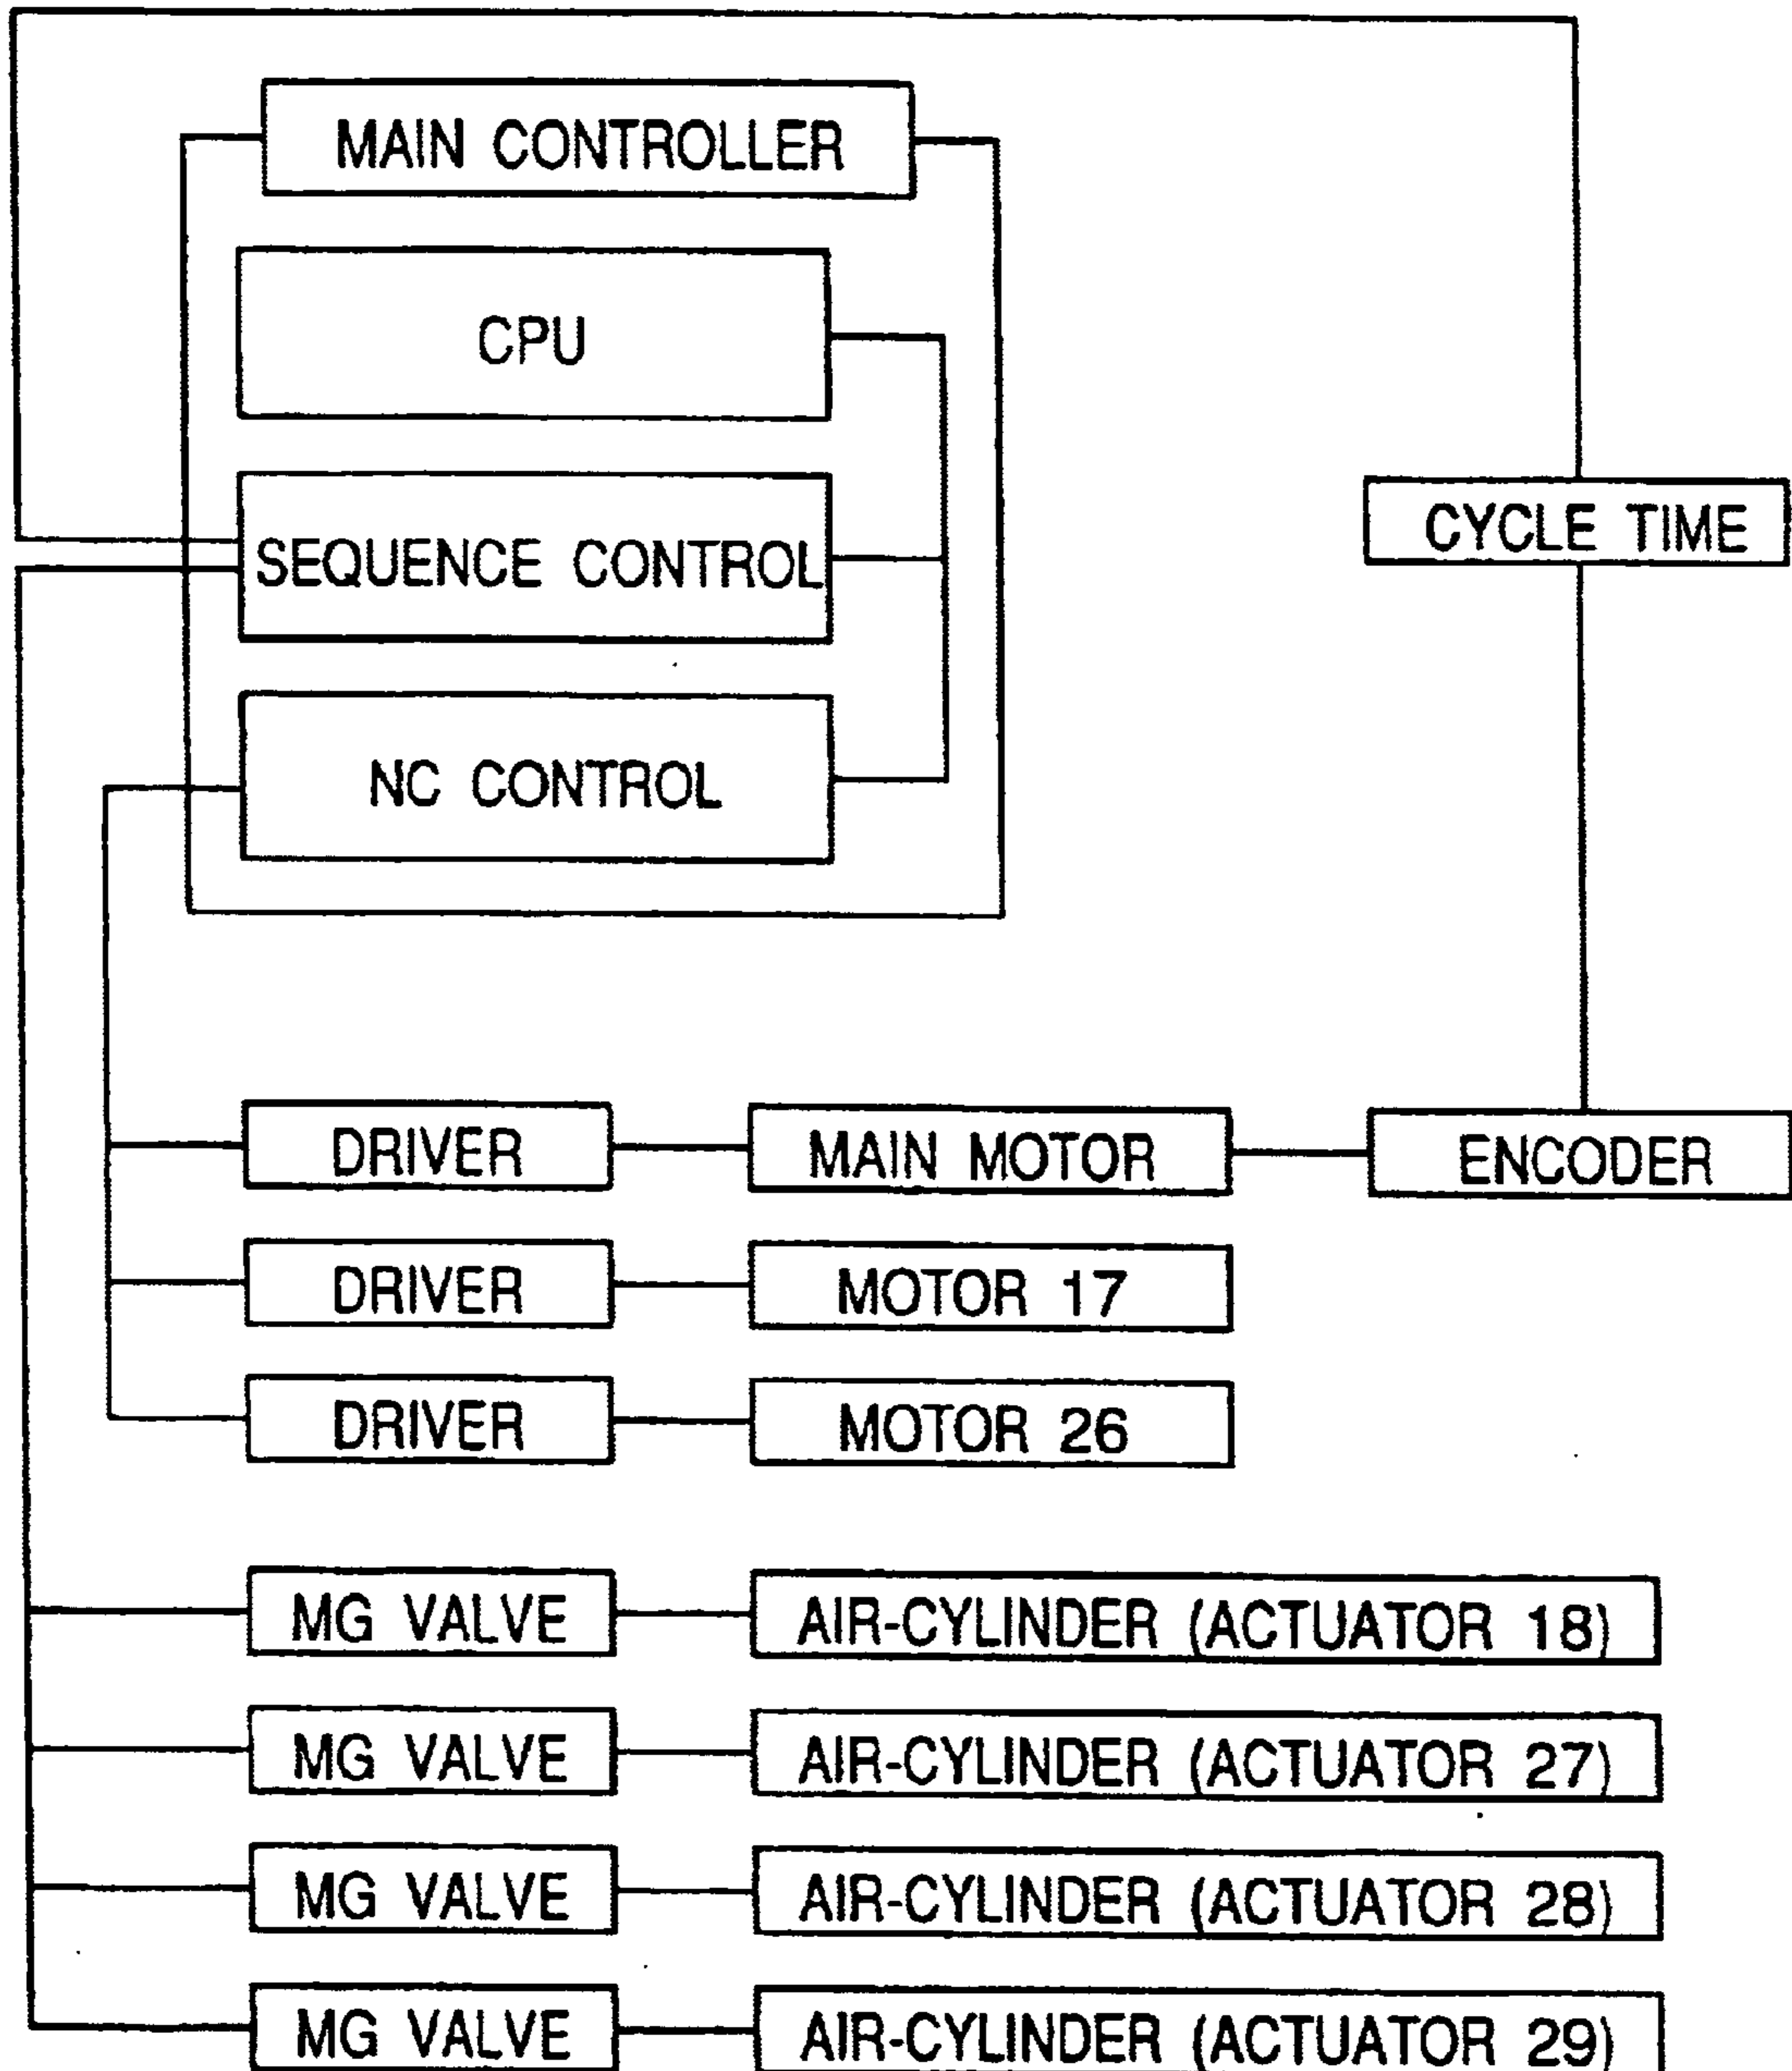 MAIN CONTROLLER
CPU
SEQUENCE CONTROL
CYCLE TIME
NC CONTROL
DRIVER
MAIN MOTOR
ENCODER
DRIVER
MOTOR 17
DRIVER
MOTOR 26
MG VALVE
AIR-CYLINDER (ACTUATOR 18)
MG VALVE
AIR-CYLINDER (ACTUATOR 27)
MG VALVE
AIR-CYLINDER (ACTUATOR 28)
MG VALVE
AIR-CYLINDER (ACTUATOR 29)